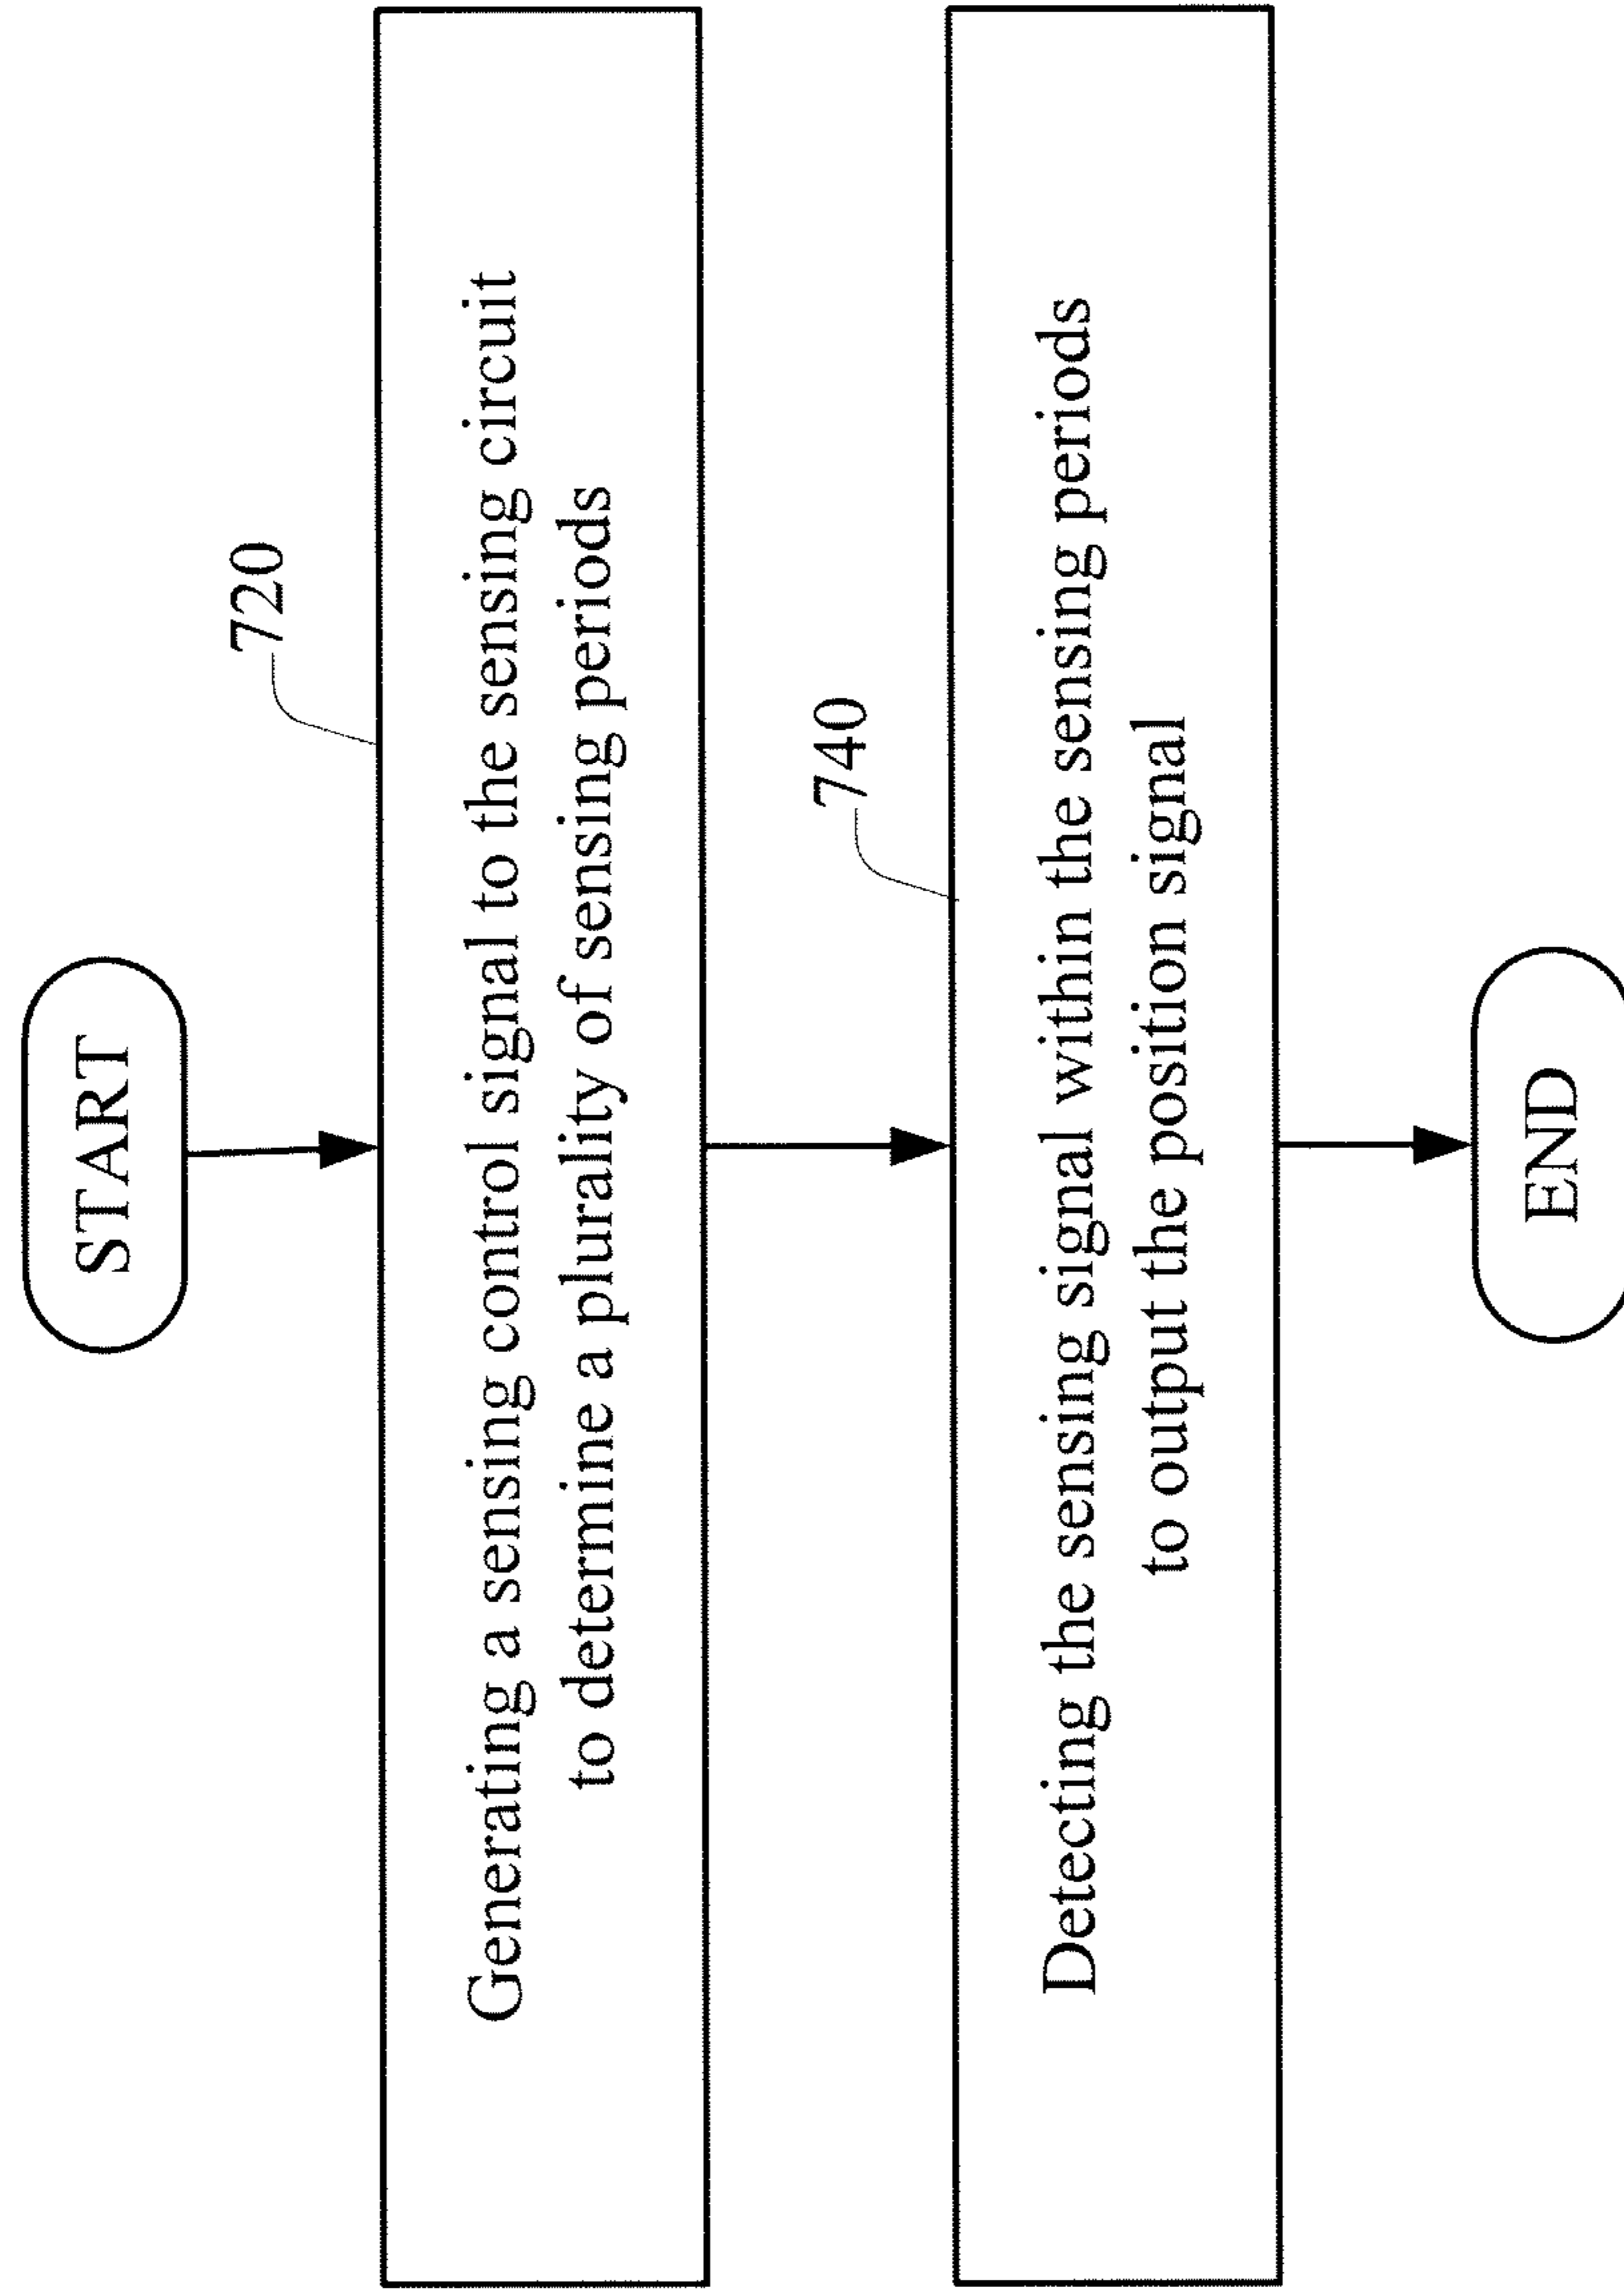 START
720
Generating a sensing control signal to the sensing circuit
to determine a plurality of sensing periods
740
Detecting the sensing signal within the sensing periods
to output the position signal
END